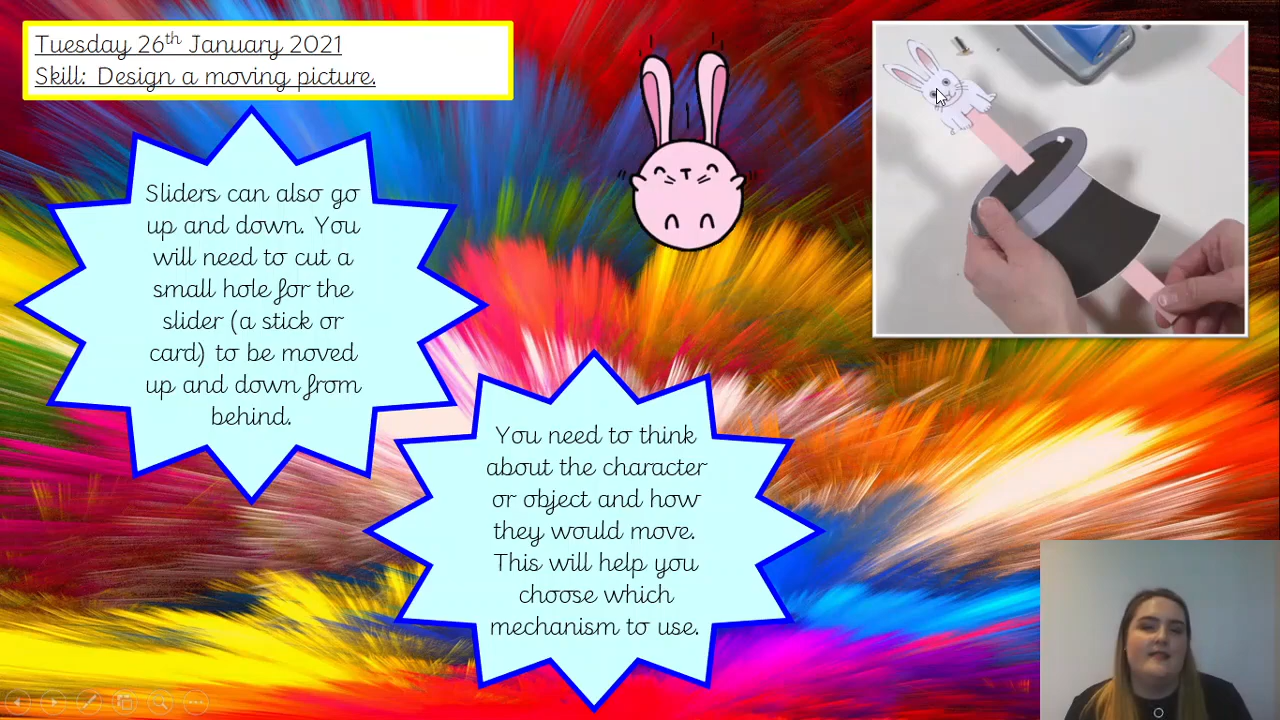 Tuesday 26th January 2021
Skill: Design a moving picture.
Sliders can also go
up and down. You
will need to cut a
small hole for the
slider (a stick or
card) to be moved
up and down from
behind.
You need to think
about the character
or object and how
they would move.
This will help you
choose which
mechanism to use.